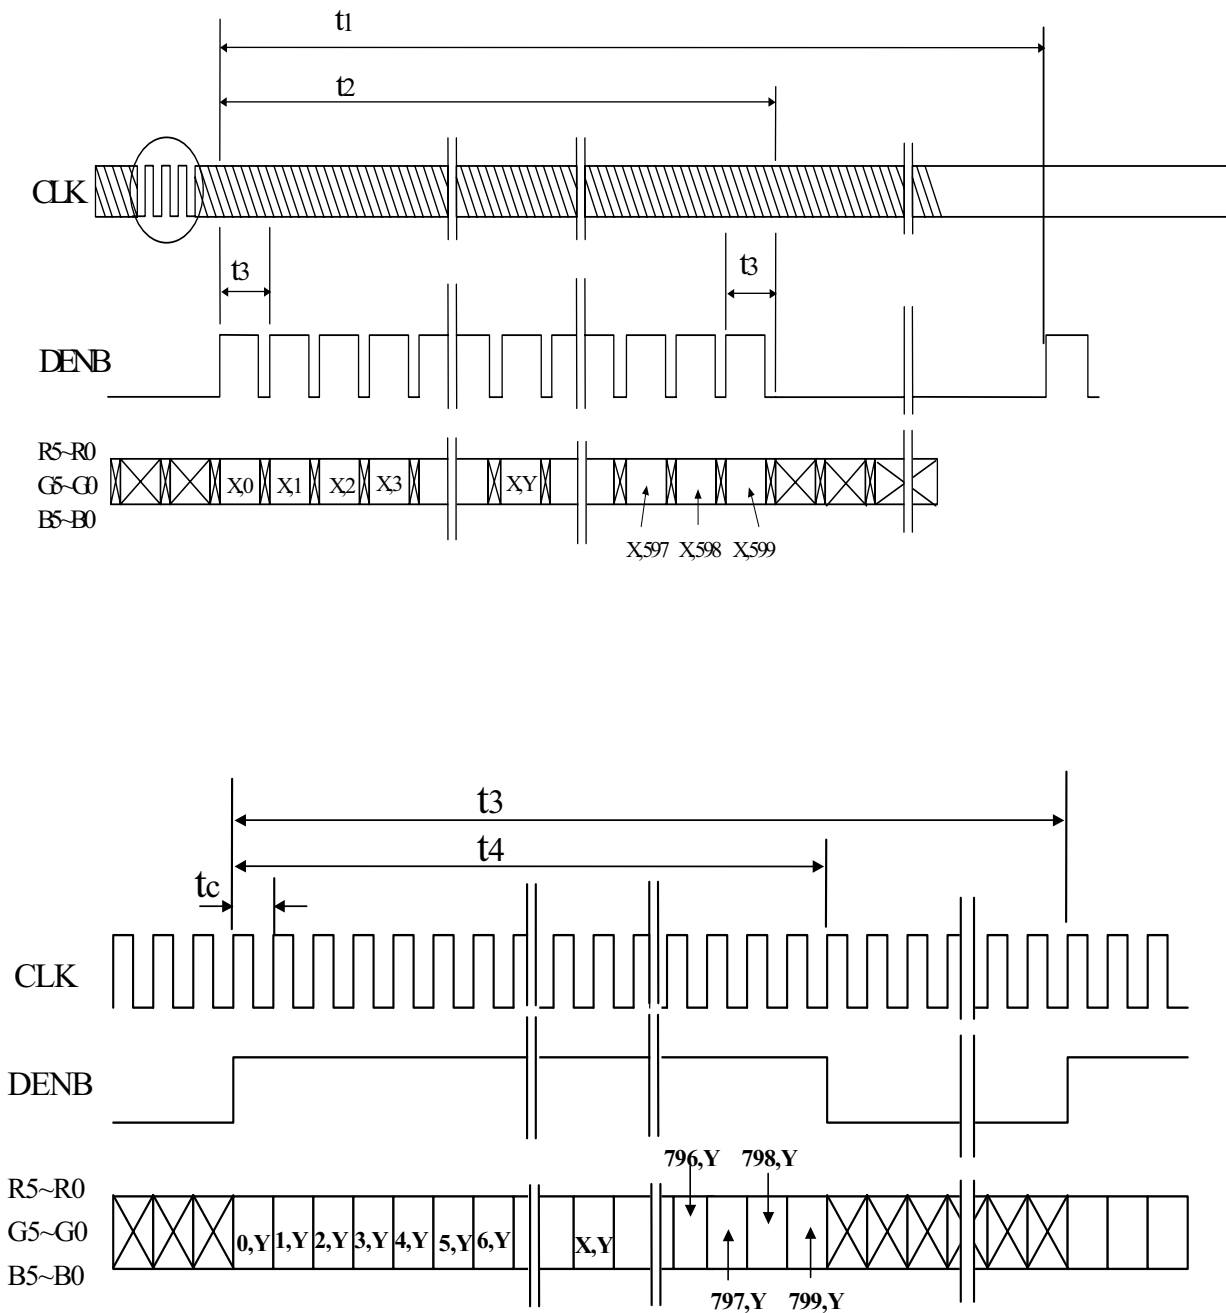 t1
t2
CLK
t3 t3
DENB
R5~R0
G5~G0
B5~B0
X,0 X,1 X,2 X,3 X,Y
X,597 X,598 X,599
t3
t4
tc
CLK
DENB
796,Y 798,Y
R5~R0
G5~G0
B5~B0
0,Y 1,Y 2,Y 3,Y 4,Y 5,Y 6,Y X,Y
797,Y 799,Y